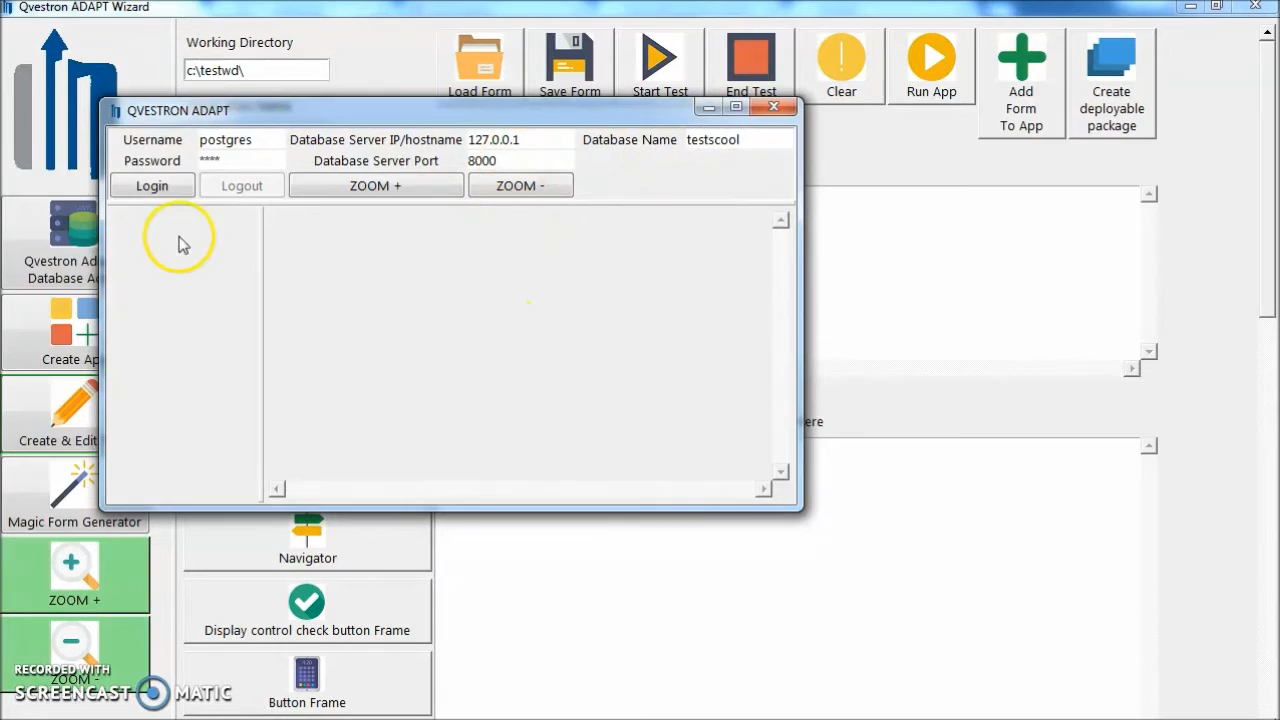 Qvestron ADAPT Wizard
Working Directory
c:\testwd\
Load Form
Save Form
Start Test
End Test
Clear
Run App
Add
Form
To App
Create
deployable
package
QVESTRON ADAPT
Username postgres Database Server IP/hostname 127.0.0.1 Database Name testscool
Password **** Database Server Port 8000
Login Logout ZOOM + ZOOM -
Qvestron Ad
Database Ad
Create Ap
Create & Edit
Magic Form Generator
ZOOM +
ZOOM -
ere
Navigator
Display control check button Frame
Button Frame
RECORDED WITH
SCREENCAST MATIC